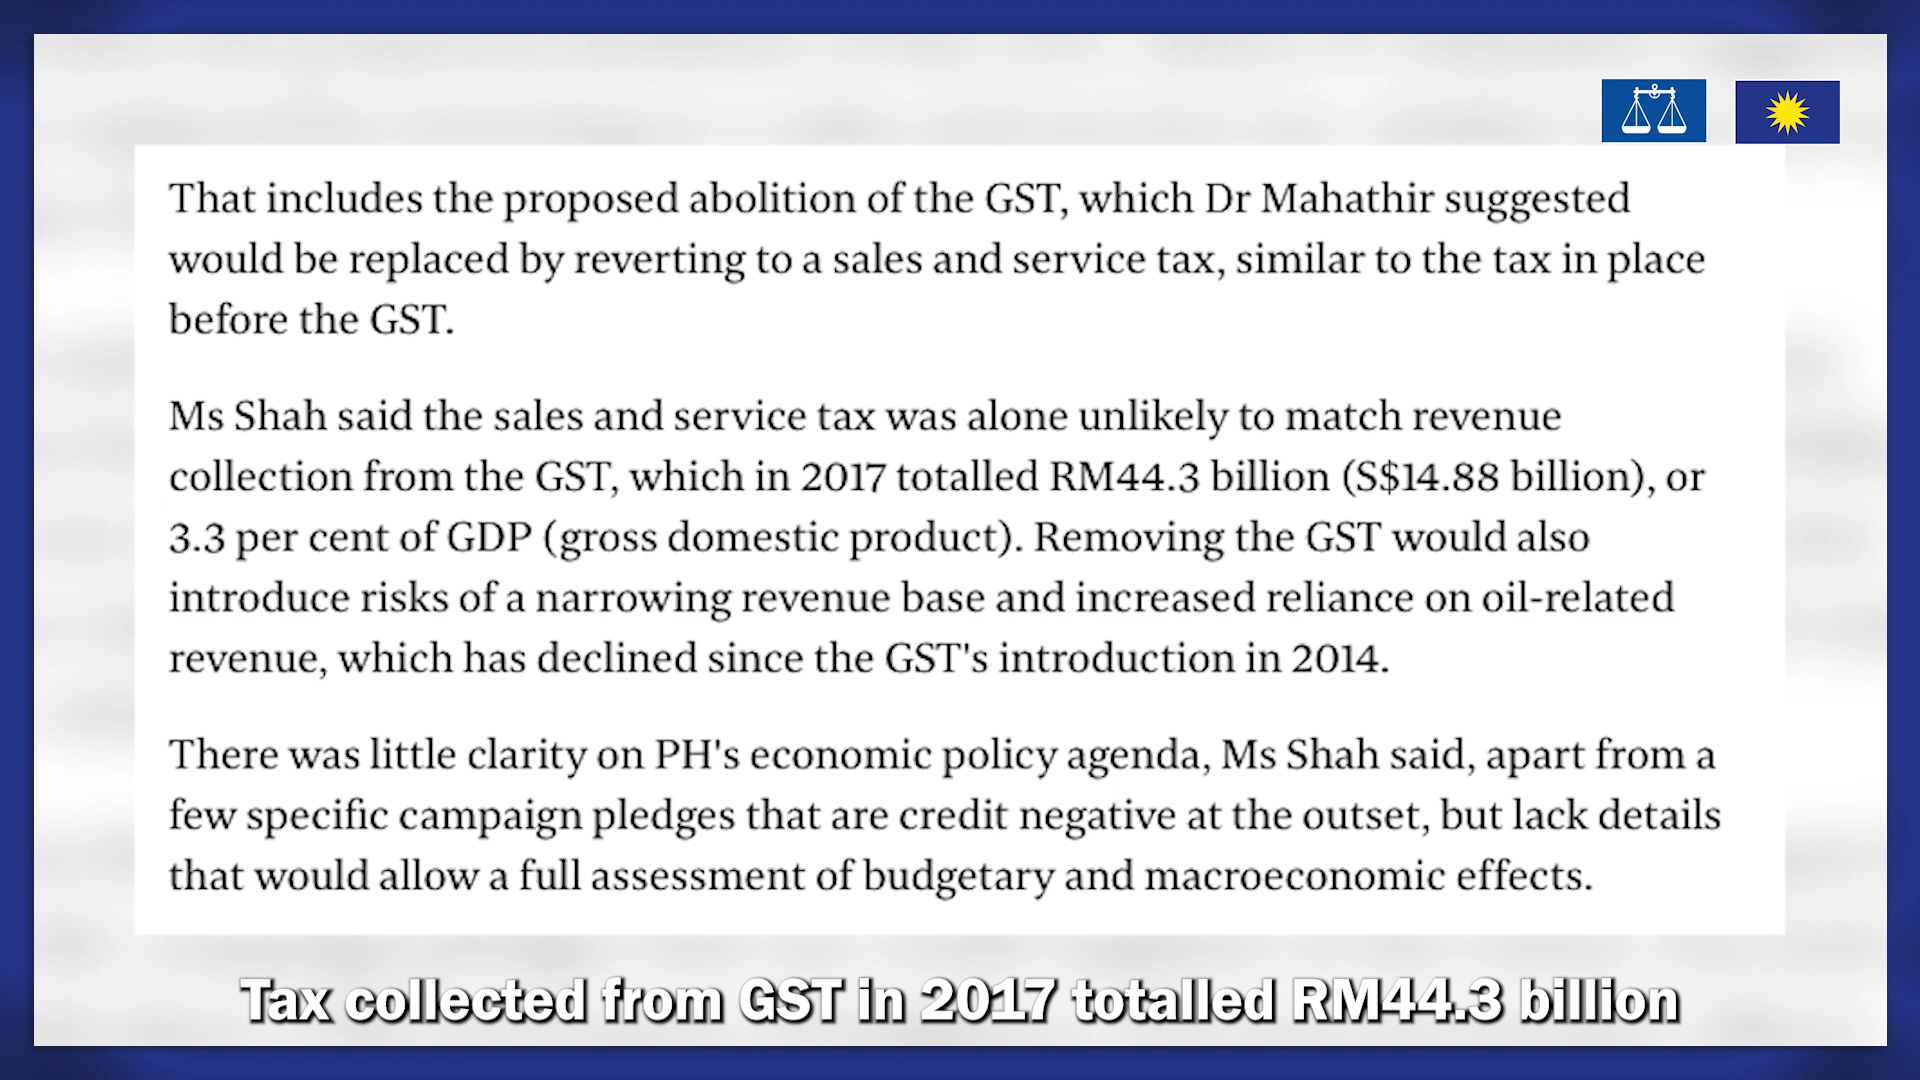 That includes the proposed abolition of the GST, which Dr Mahathir suggested
would be replaced by reverting to a sales and service tax, similar to the tax in place
before the GST.
Ms Shah said the sales and service tax was alone unlikely to match revenue
collection from the GST, which in 2017 totalled RM44.3 billion (S$14.88 billion), or
3.3 per cent of GDP (gross domestic product). Removing the GST would also
introduce risks of a narrowing revenue base and increased reliance on oil-related
revenue, which has declined since the GST's introduction in 2014.
There was little clarity on PH's economic policy agenda, Ms Shah said, apart from a
few specific campaign pledges that are credit negative at the outset, but lack details
that would allow a full assessment of budgetary and macroeconomic effects.
Tax collected from GST in 2017 totalled RM44.3 billion